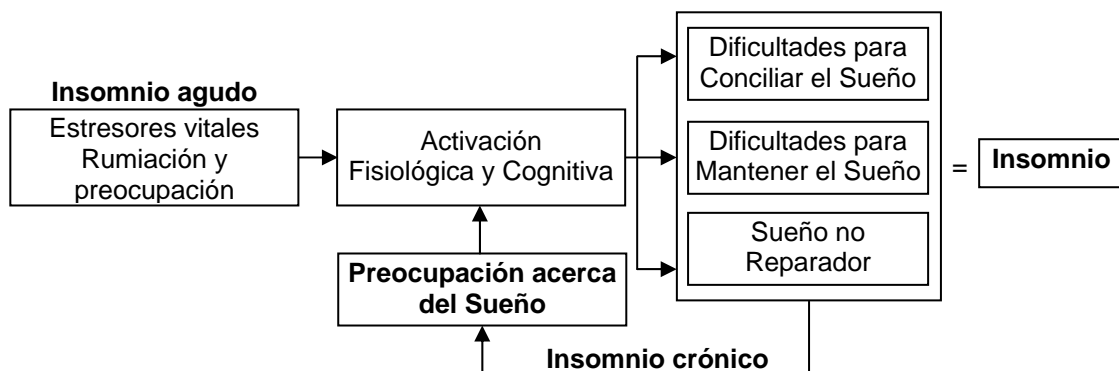 Insomnio agudo
Estresores vitales
Rumiación y
preocupación
Activación
Fisiológica y Cognitiva
Preocupación acerca
del Sueño
Dificultades para
Conciliar el Sueño
Dificultades para
Mantener el Sueño
Sueño no
Reparador
= Insomnio
Insomnio crónico